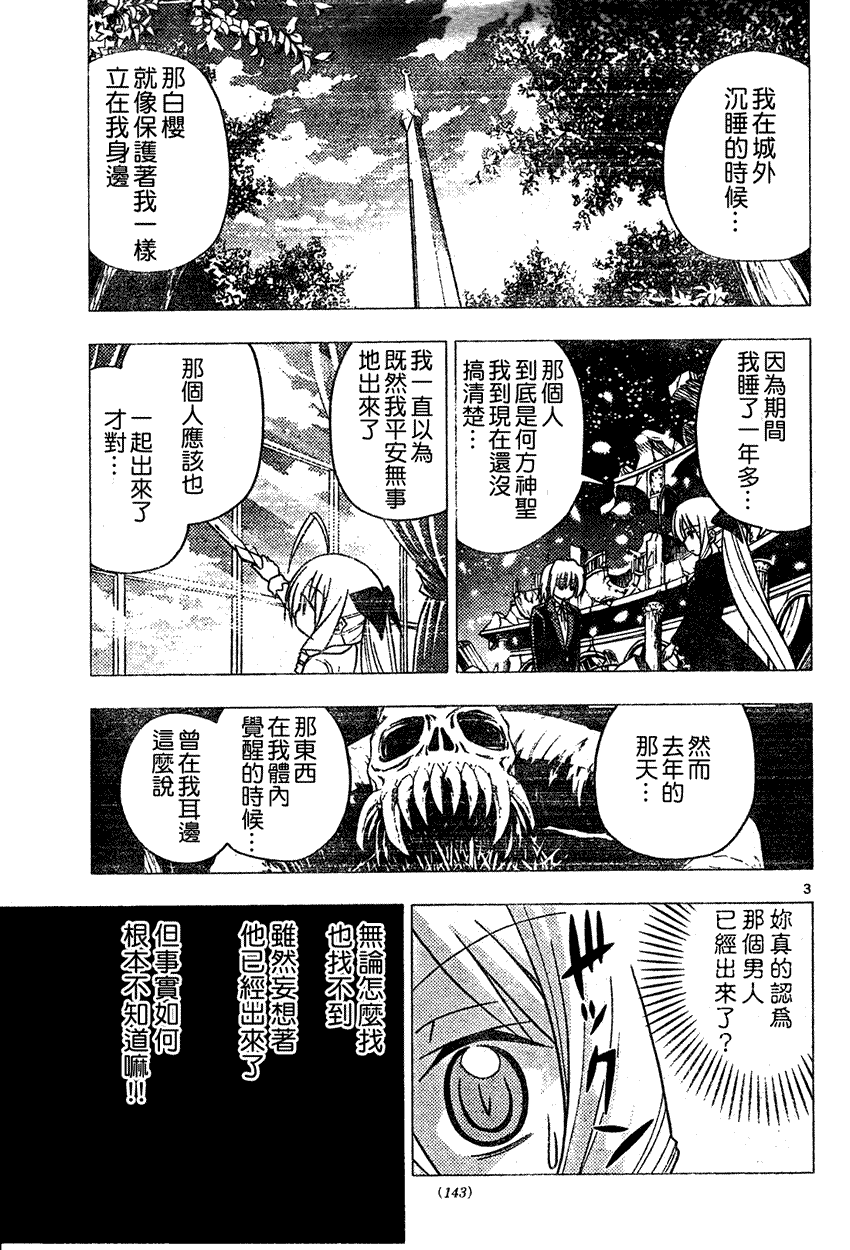 我在城外
沉睡的時候…
那白櫻
就像保護著我一樣
立在我身邊
因為期間
我睡了一年多…
那個人
到底是何方神聖
我到現在還沒
搞清楚…
我一直以為
既然我平安無事
地出來了
那個人應該也
一起出來了
才對…
然而
去年的
那天…
那東西
在我體內
覺醒的時候…
曾在我耳邊
這麼說
3
妳真的認爲
那個男人
已經出來了?
ドクン
無論怎麼找
也找不到
雖然妄想著
他已經出來了
但事實如何
根本不知道嘛!!
(143)